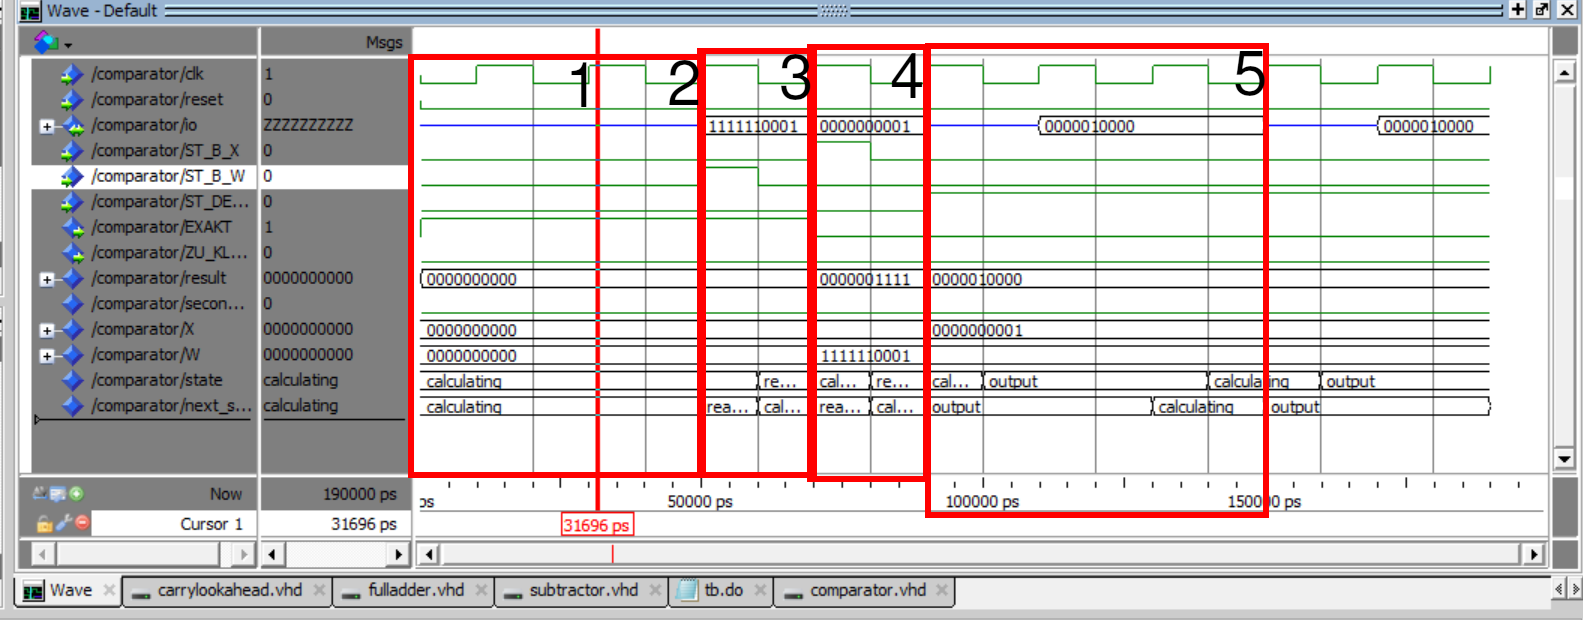 Wave - Default
Msgs
/comparator/clk 1
/comparator/reset 0
/comparator/io ZZZZZZZZZZ 1111110001 0000000001 0000010000 0000010000
/comparator/ST_B_X 0
/comparator/ST_B_W 0
/comparator/ST_DE... 0
/comparator/EXAKT 1
/comparator/ZU_KL... 0
/comparator/result 0000000000 0000000000 0000001111 0000010000
/comparator/secon... 0
/comparator/X 0000000000 0000000000 0000000001
/comparator/W 0000000000 0000000000 1111110001
/comparator/state calculating calculating re... cal... re... cal... output calculating output
/comparator/next_s... calculating calculating rea... cal... rea... cal... output calculating output
1 2 3 4 5
Now 190000 ps ps 50000 ps 100000 ps 150000 ps
Cursor 1 31696 ps 31696 ps
Wave carrylookahead.vhd fulladder.vhd subtractor.vhd tb.do comparator.vhd